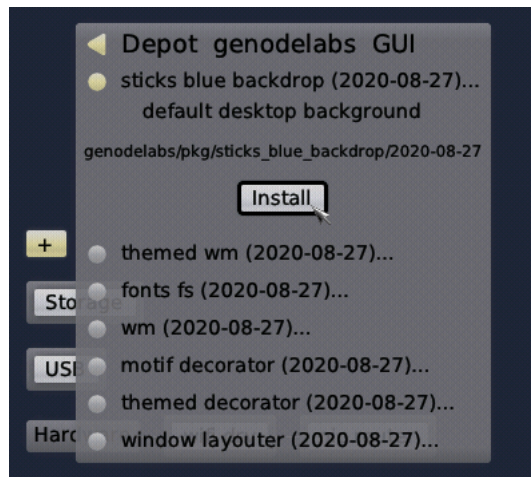 Depot genodelabs GUI
sticks blue backdrop (2020-08-27)...
default desktop background
genodelabs/pkg/sticks_blue_backdrop/2020-08-27
Install
+
themed wm (2020-08-27)...
fonts fs (2020-08-27)...
Storage
wm (2020-08-27)...
USB
motif decorator (2020-08-27)...
themed decorator (2020-08-27)...
window layouter (2020-08-27)...